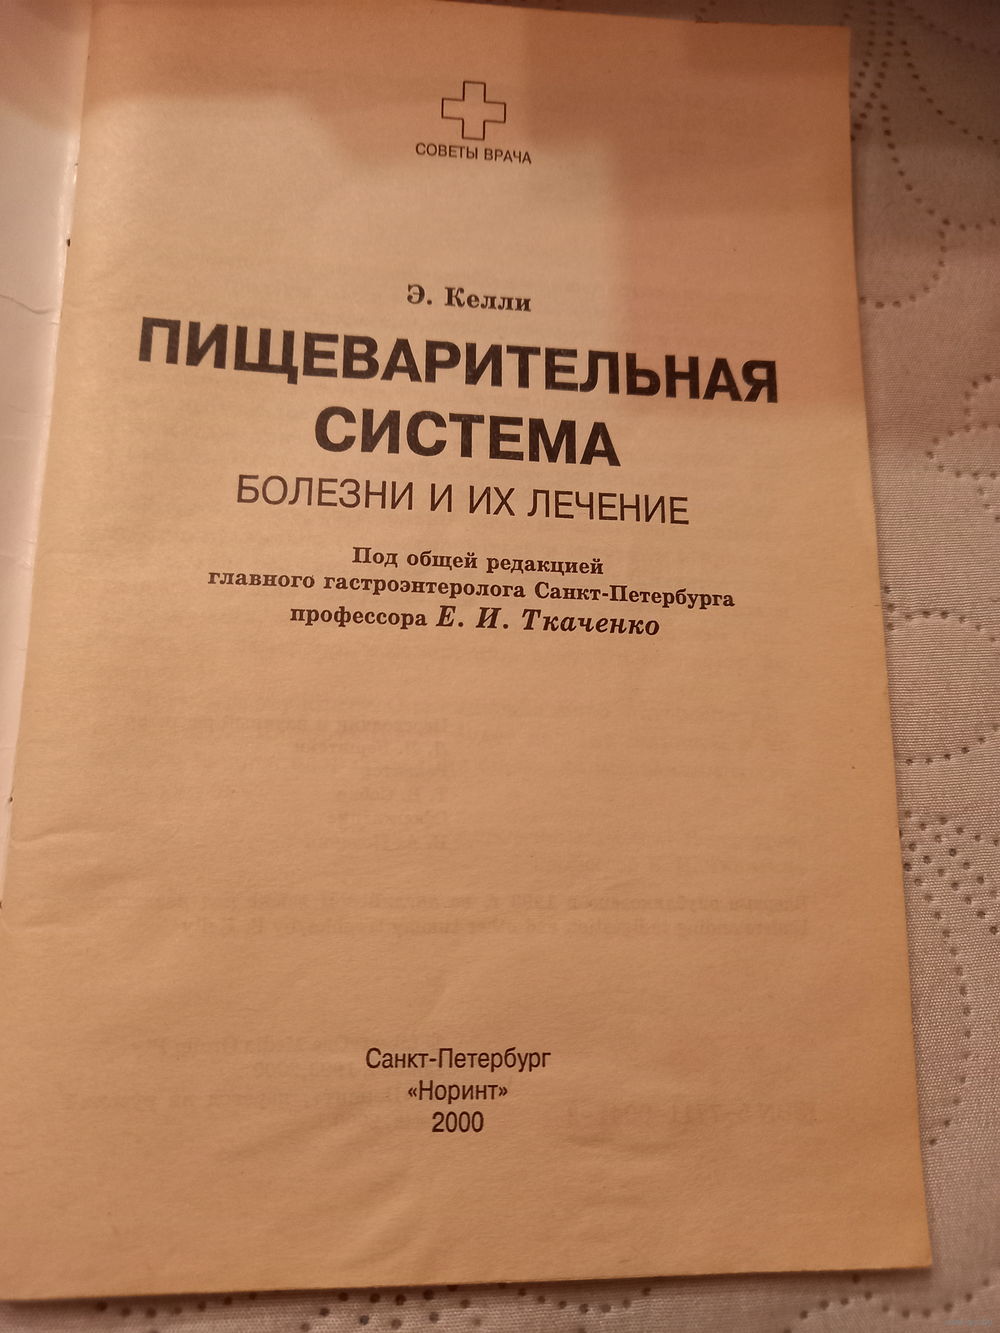 СОВЕТЫ ВРАЧА
Э. Келли
ПИЩЕВАРИТЕЛЬНАЯ
СИСТЕМА
БОЛЕЗНИ И ИХ ЛЕЧЕНИЕ
Под общей редакцией
главного гастроэнтеролога Санкт-Петербурга
профессора Е. И. Ткаченко
Санкт-Петербург
«Норинт»
2000